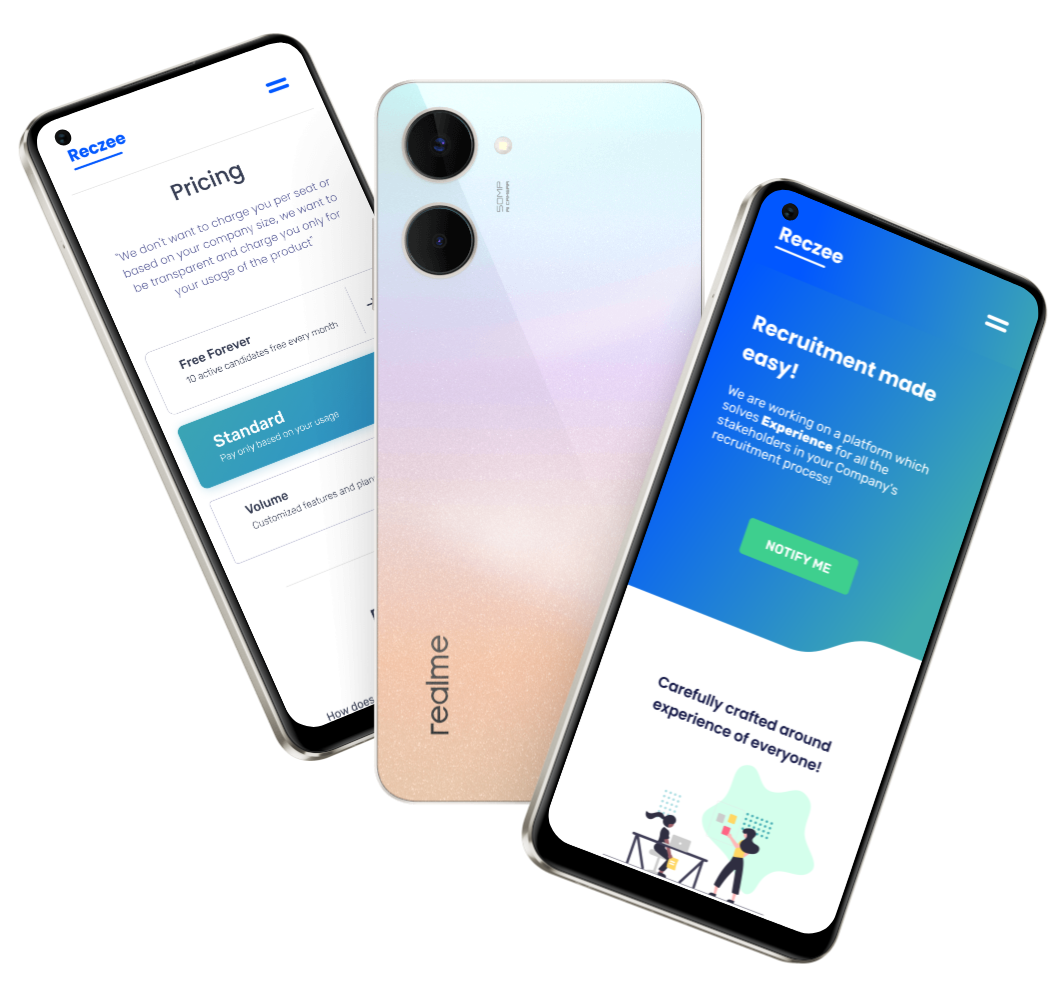 Reczee
Pricing
"We don't want to charge you per seat or
based on your company size, we want to
be transparent and charge you only for
your usage of the product"
Free Forever
10 active candidates free every month
Standard
Pay only based on your usage
Volume
Customized features and plan
How does
50MP
AI CAMERA
realme
Reczee
Recruitment made
easy!
We are working on a platform which
solves Experience for all the
stakeholders in your Company's
recruitment process!
NOTIFY ME
Carefully crafted around
experience of everyone!